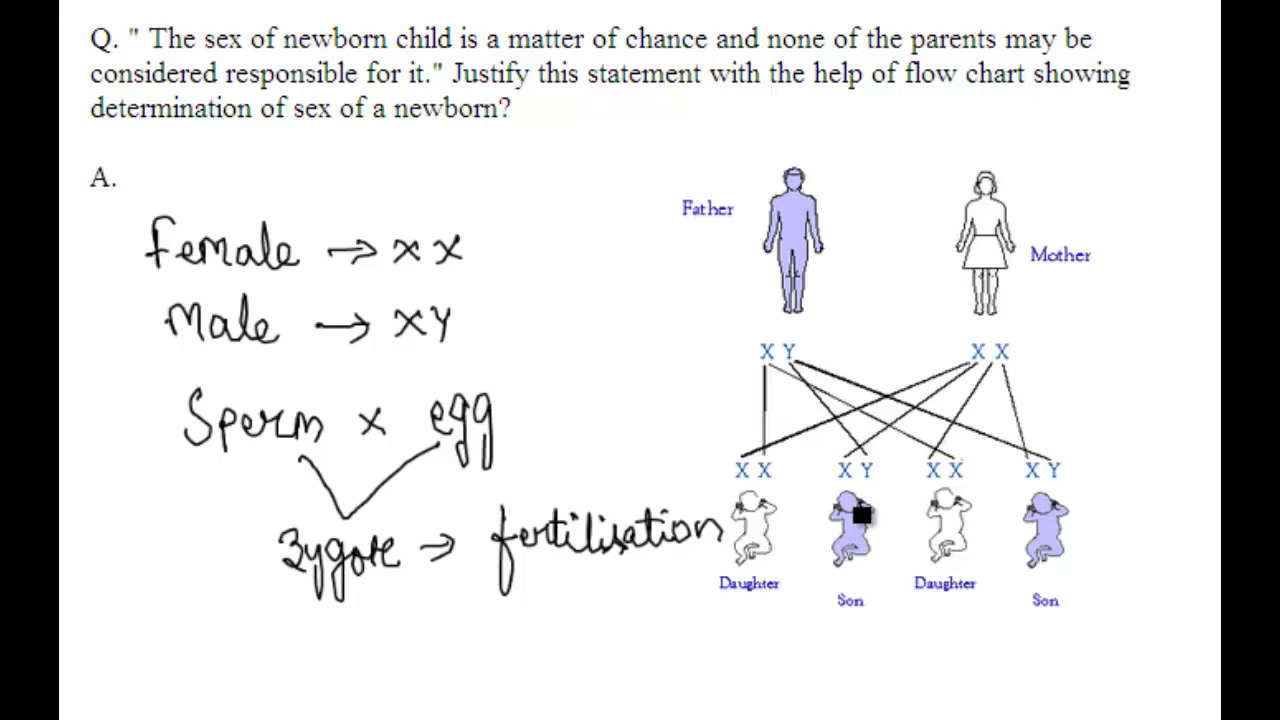 Q. " The sex of newborn child is a matter of chance and none of the parents may be
considered responsible for it." Justify this statement with the help of flow chart showing
determination of sex of a newborn?
A.
Female → XX
Male → XY
Sperm x egg
Zygote → fertilisation
Father
Mother
X Y X X
X X X Y X X X Y
Daughter Son Daughter Son